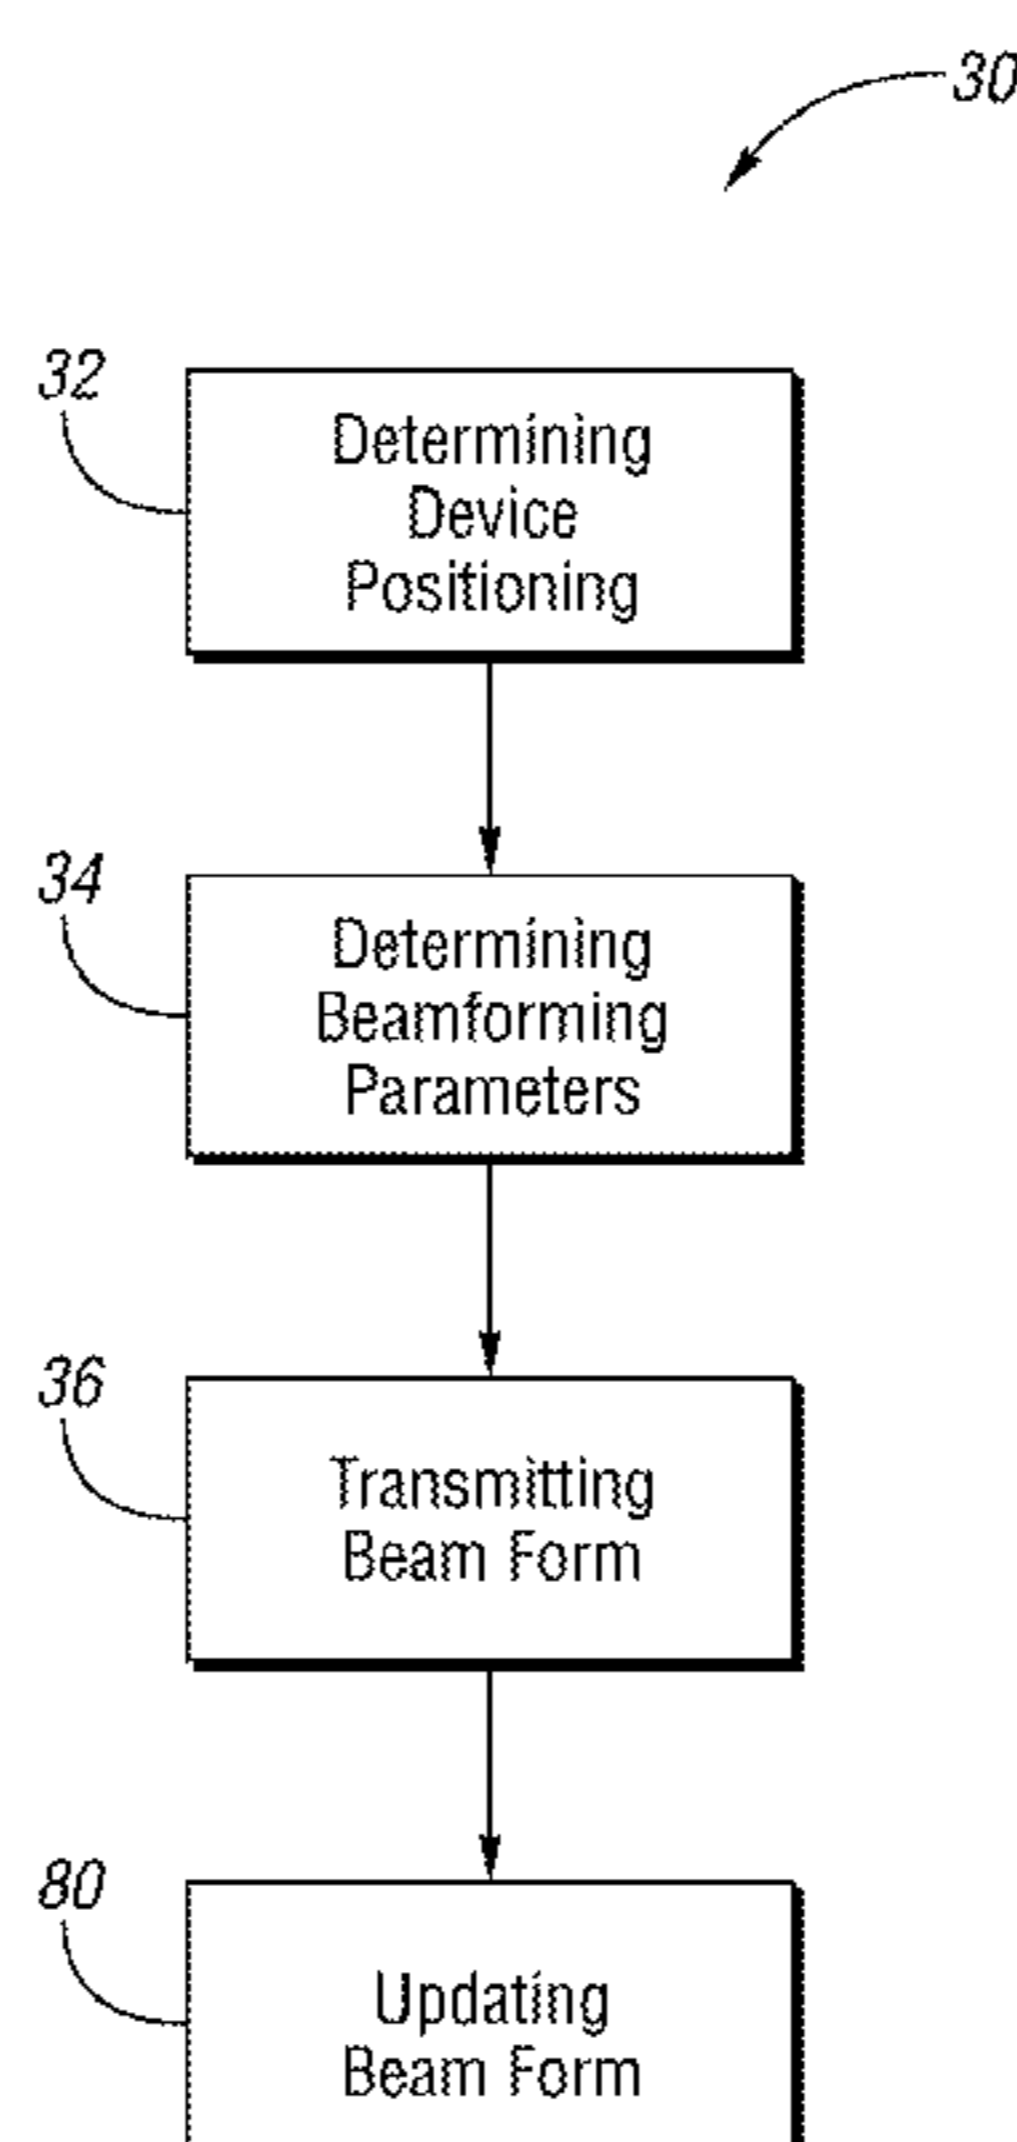 30
32
Determining
Device
Positioning
34
Determining
Beamforming
Parameters
36
Transmitting
Beam Form
80
Updating
Beam Form